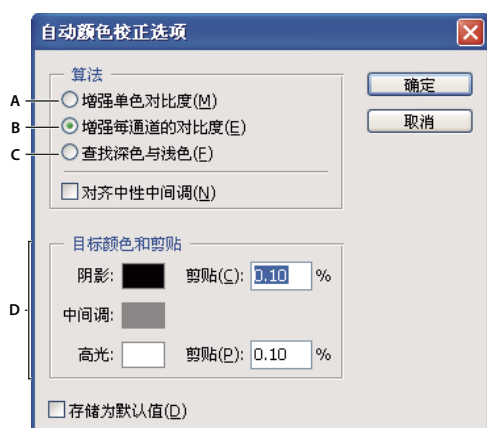 自动颜色校正选项
算法
确定
A
增强单色对比度(M)
B
增强每通道的对比度(E)
取消
C
查找深色与浅色(F)
对齐中性中间调(N)
目标颜色和剪贴
阴影: 剪贴(C): 0.10 %
D
中间调:
高光: 剪贴(P): 0.10 %
存储为默认值(D)